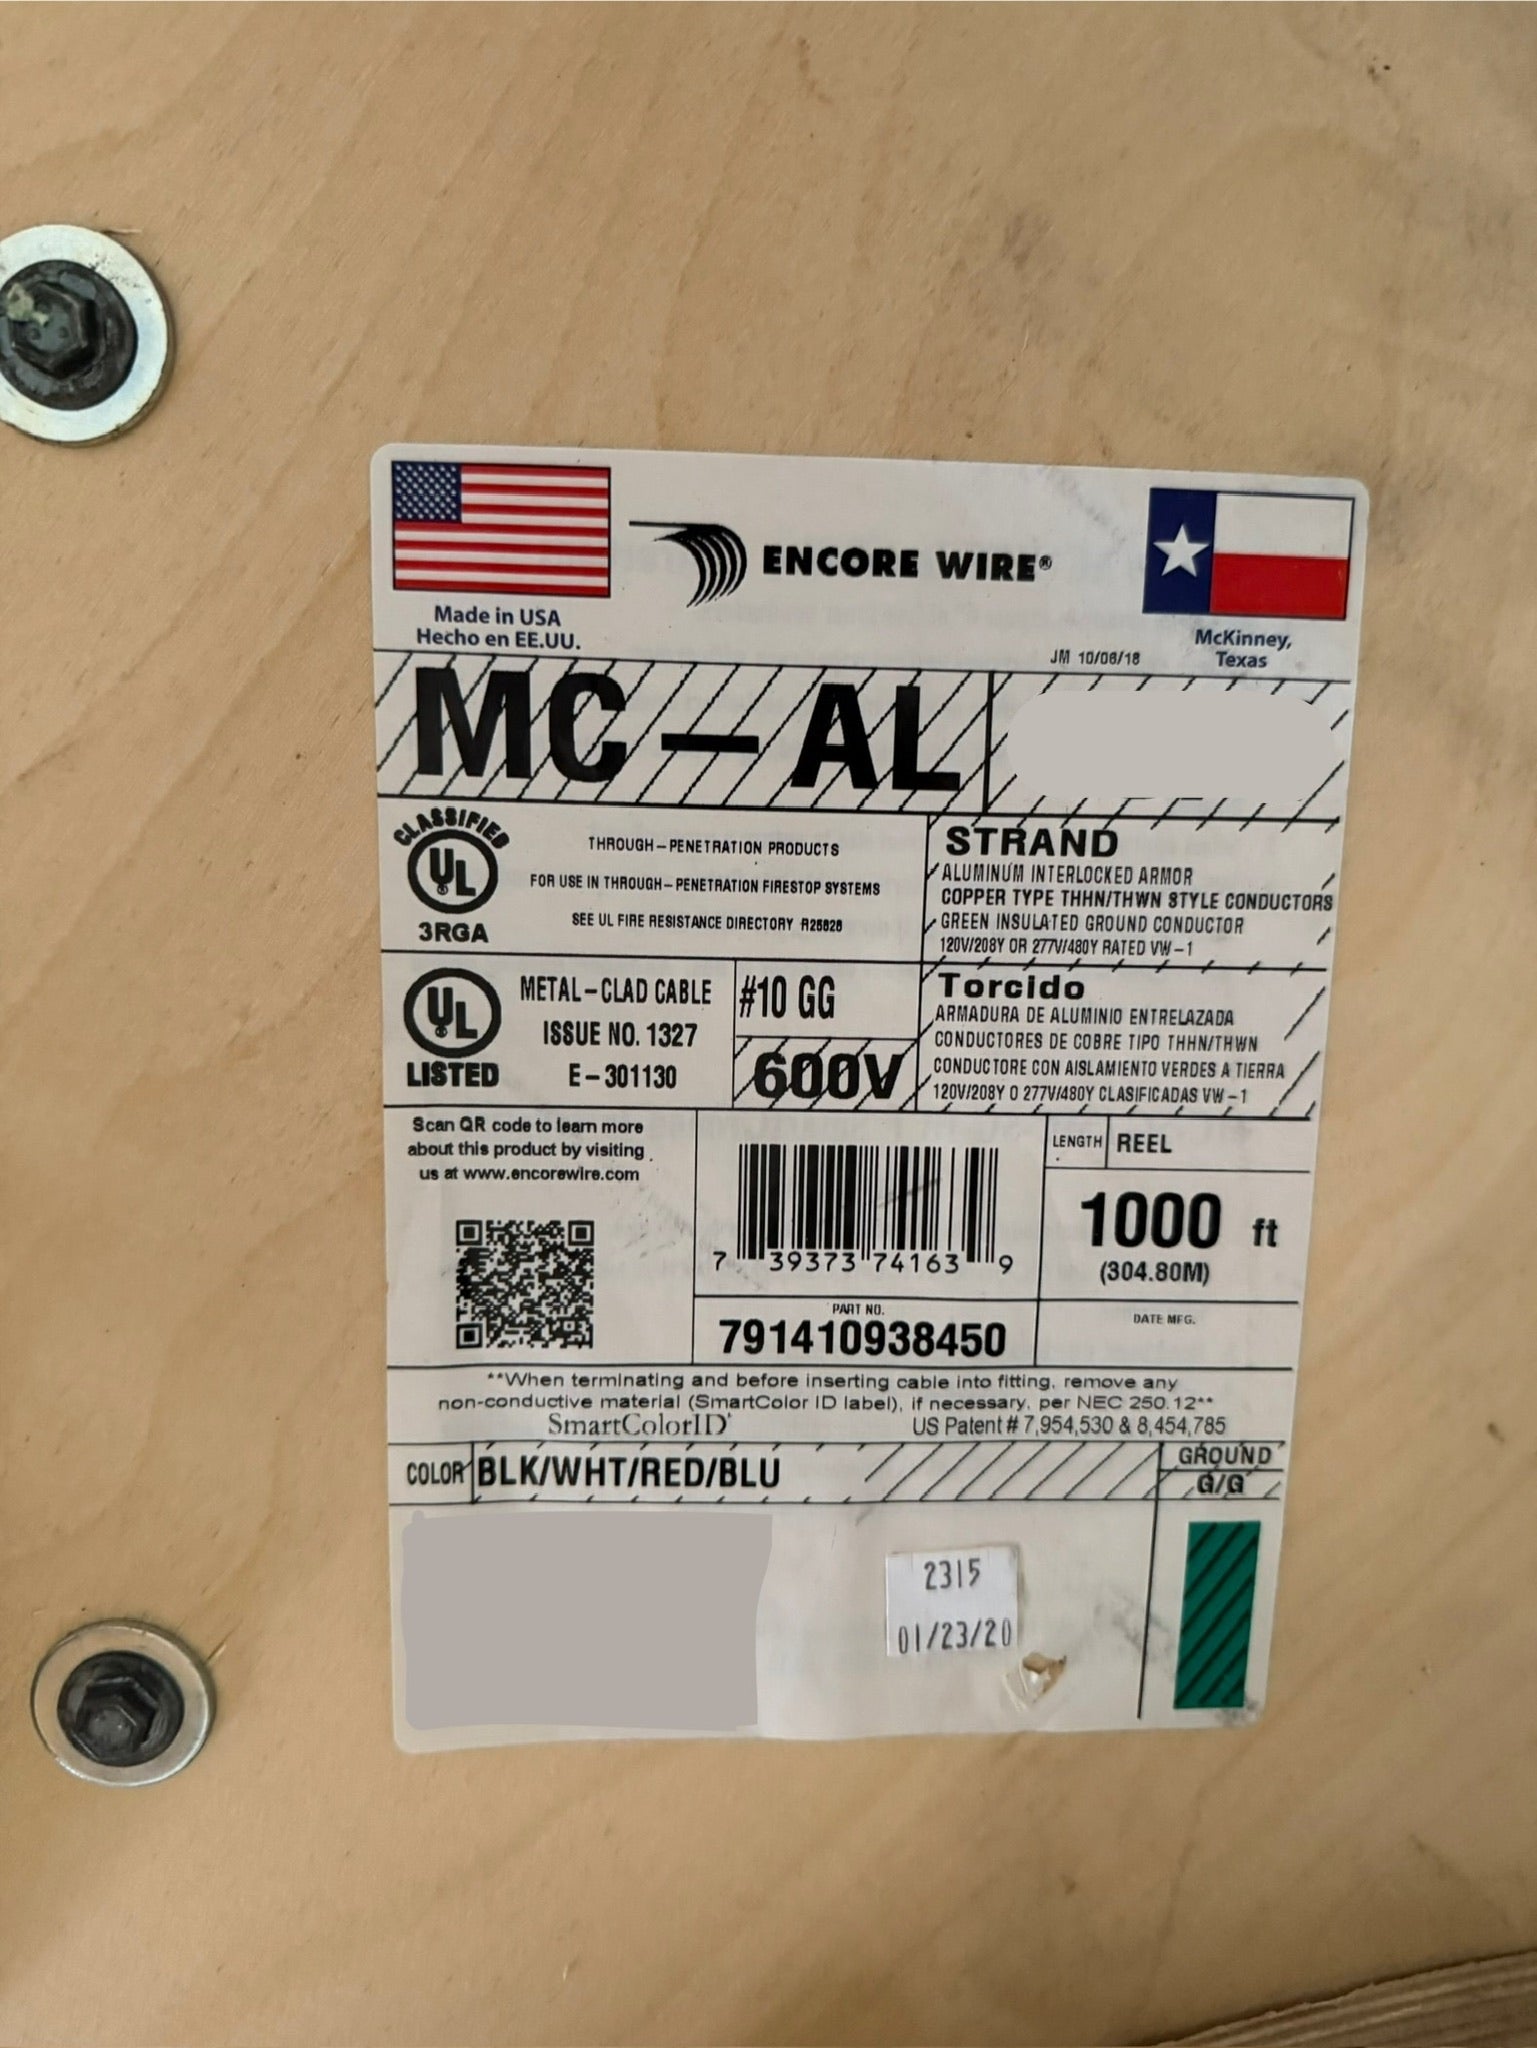 ENCORE WIRE®
Made in USA
Hecho en EE.UU.
McKinney,
Texas
JM 10/06/18
MC-AL
CLASSIFIED
UL
3RGA
THROUGH-PENETRATION PRODUCTS
FOR USE IN THROUGH-PENETRATION FIRESTOP SYSTEMS
SEE UL FIRE RESISTANCE DIRECTORY R25628
STRAND
ALUMINUM INTERLOCKED ARMOR
COPPER TYPE THHN/THWN STYLE CONDUCTORS
GREEN INSULATED GROUND CONDUCTOR
120V/208Y OR 277V/480Y RATED VW-1
UL
LISTED
METAL-CLAD CABLE
ISSUE NO. 1327
E-301130
#10 GG
600V
Torcido
ARMADURA DE ALUMINIO ENTRELAZADA
CONDUCTORES DE COBRE TIPO THHN/THWN
CONDUCTORE CON AISLAMIENTO VERDES A TIERRA
120V/208Y O 277V/480Y CLASIFICADAS VW-1
Scan QR code to learn more
about this product by visiting
us at www.encorewire.com
7 39373 74163 9
PART NO.
791410938450
LENGTH REEL
1000 ft
(304.80M)
DATE MFG.
**When terminating and before inserting cable into fitting, remove any
non-conductive material (SmartColor ID label), if necessary, per NEC 250.12**
SmartColorID
US Patent # 7,954,530 & 8,454,785
COLOR BLK/WHT/RED/BLU
GROUND
G/G
2315
01/23/20